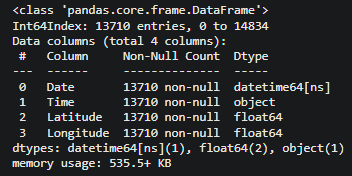 <class 'pandas.core.frame.DataFrame'>
Int64Index: 13710 entries, 0 to 14834
Data columns (total 4 columns):
 #   Column     Non-Null Count  Dtype
---  ------     --------------  -----
 0   Date       13710 non-null  datetime64[ns]
 1   Time       13710 non-null  object
 2   Latitude   13710 non-null  float64
 3   Longitude  13710 non-null  float64
dtypes: datetime64[ns](1), float64(2), object(1)
memory usage: 535.5+ KB